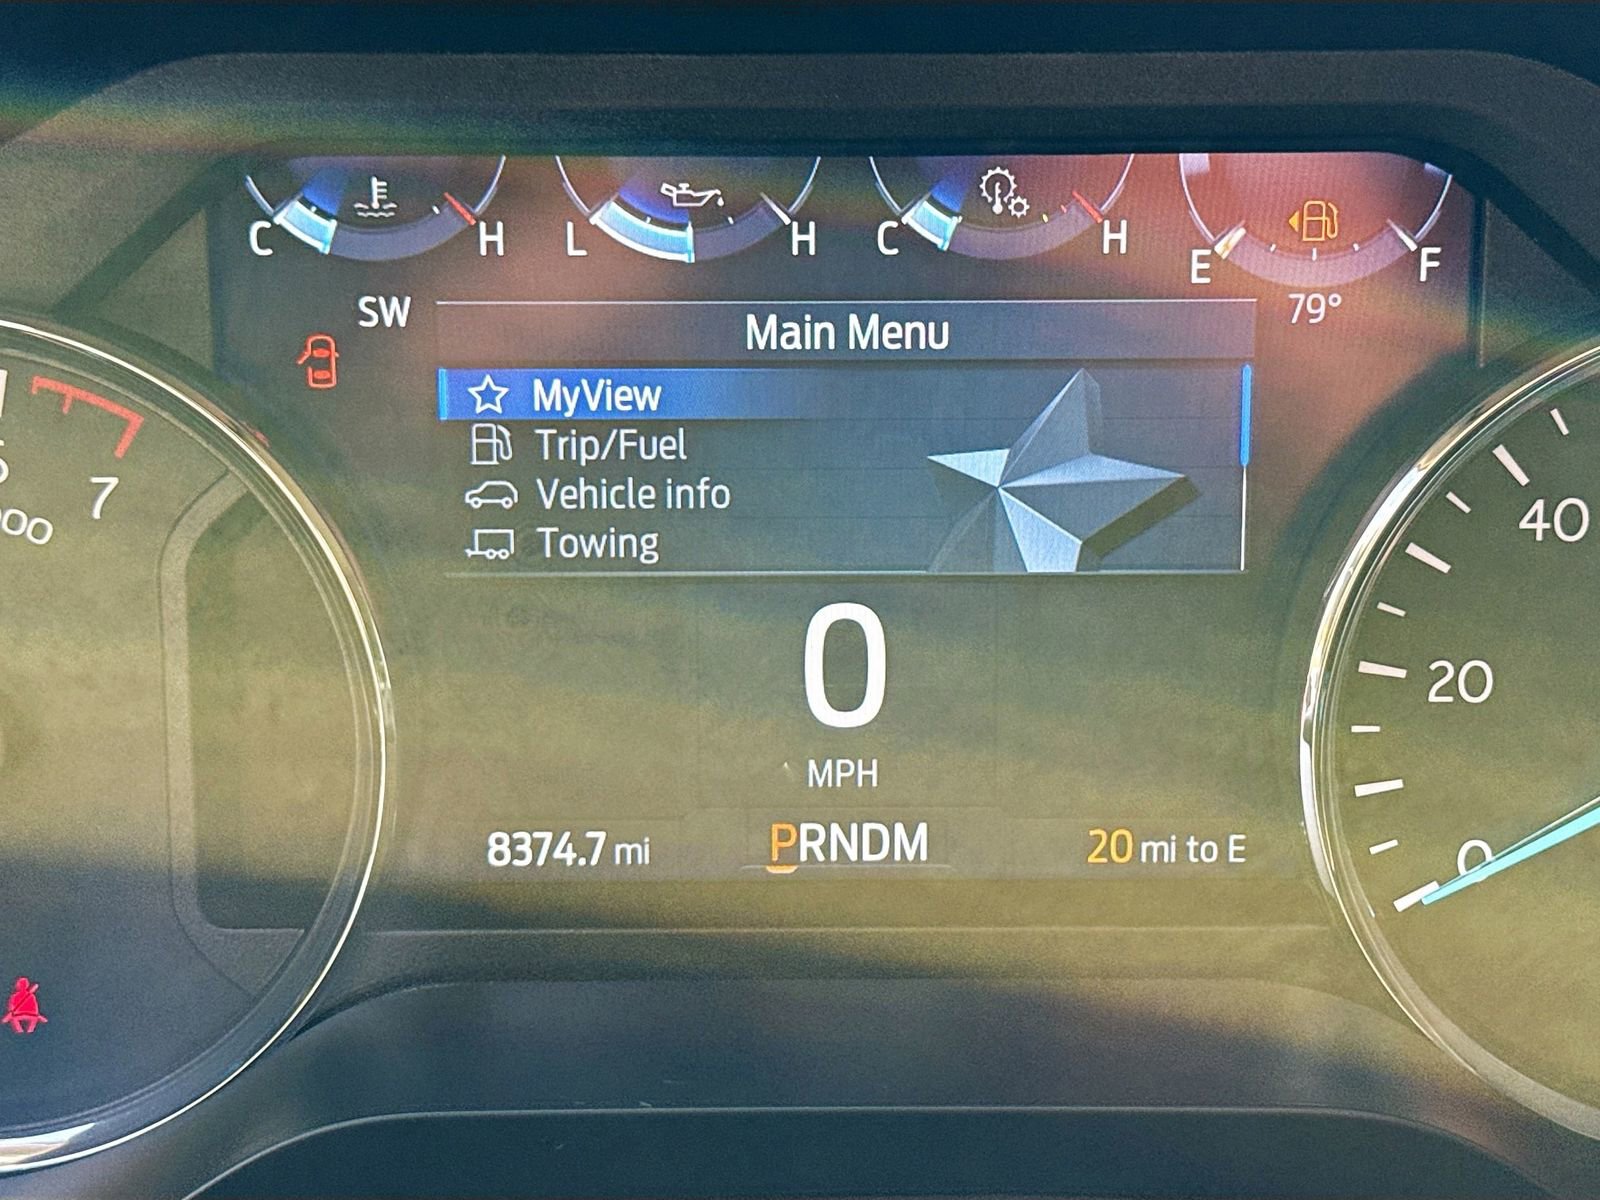 C H L H C H E F
SW
79°
Main Menu
MyView
Trip/Fuel
Vehicle info
Towing
7
40
20
0
0
MPH
8374.7 mi
PRNDM
20 mi to E